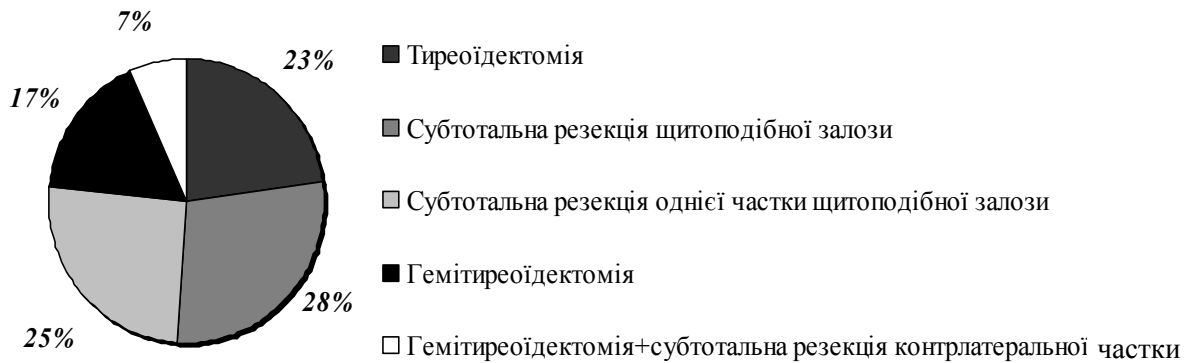 7%
23%
17%
28%
25%
Тиреоїдектомія
Субтотальна резекція щитоподібної залози
Субтотальна резекція однієї частки щитоподібної залози
Гемітиреоїдектомія
Гемітиреоїдектомія+субтотальна резекція контрлатеральної частки